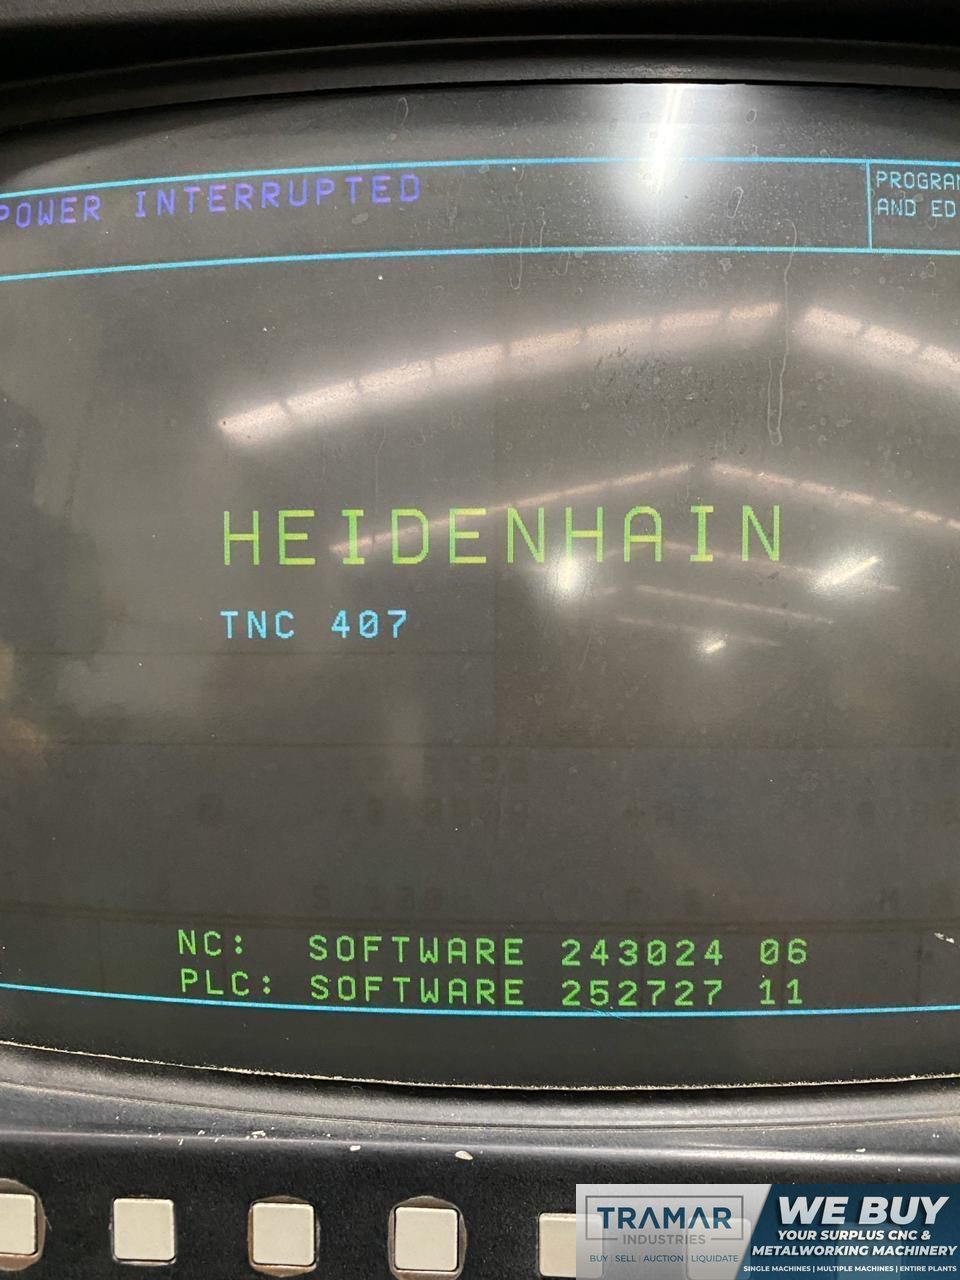 POWER INTERRUPTED
PROGRAM
AND ED
HEIDENHAIN
TNC 407
NC: SOFTWARE 243024 06
PLC: SOFTWARE 252727 11
TRAMAR
INDUSTRIES
BUY | SELL | AUCTION | LIQUIDATE
WE BUY
YOUR SURPLUS CNC &
METALWORKING MACHINERY
SINGLE MACHINES | MULTIPLE MACHINES | ENTIRE PLANTS